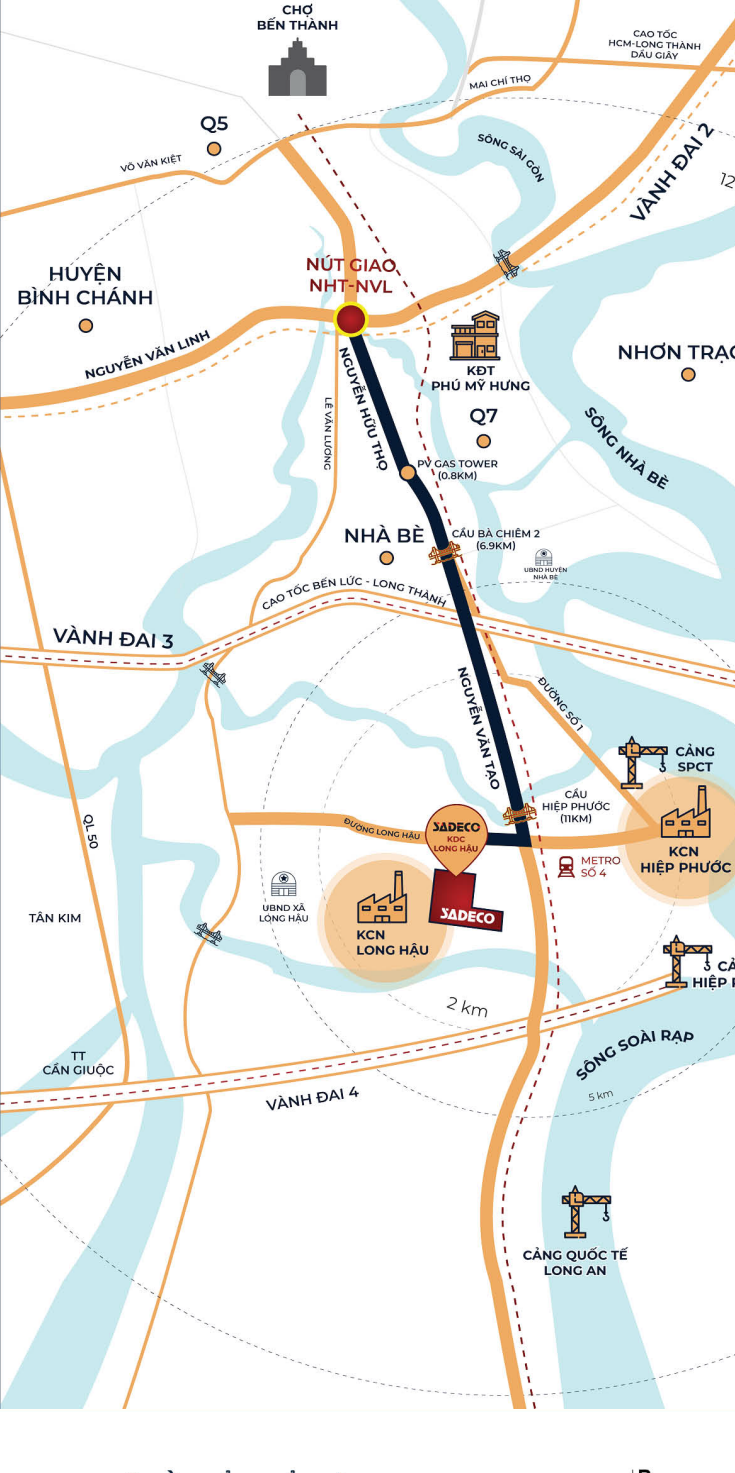 CHỢ
BẾN THÀNH
CAO TỐC
HCM-LONG THÀNH
DẦU GIÂY
MAI CHÍ THỌ
Q5
VÕ VĂN KIỆT
SÔNG SÀI GÒN
VÀNH ĐAI 2
12
HUYỆN
BÌNH CHÁNH
NÚT GIAO
NHT-NVL
NGUYỄN VĂN LINH
NGUYỄN HỮU THỌ
LÊ VĂN LƯƠNG
KĐT
PHÚ MỸ HƯNG
NHƠN TRẠC
Q7
SÔNG NHÀ BÈ
PV GAS TOWER
(0.8KM)
NHÀ BÈ
CẦU BÀ CHIÊM 2
(6.9KM)
UBND HUYỆN
NHÀ BÈ
CAO TỐC BẾN LỨC - LONG THÀNH
VÀNH ĐAI 3
NGUYỄN VĂN TẠO
ĐƯỜNG SỐ 1
CẢNG
SPCT
CẦU
HIỆP PHƯỚC
(11KM)
QL 50
ĐƯỜNG LONG HẬU
SADECO
KDC
LONG HẬU
METRO
SỐ 4
KCN
HIỆP PHƯỚC
UBND XÃ
LONG HẬU
TÂN KIM
SADECO
KCN
LONG HẬU
CẢ
HIỆP P
2 km
SÔNG SOÀI RẠP
TT
CẦN GIUỘC
VÀNH ĐAI 4
5 km
CẢNG QUỐC TẾ
LONG AN